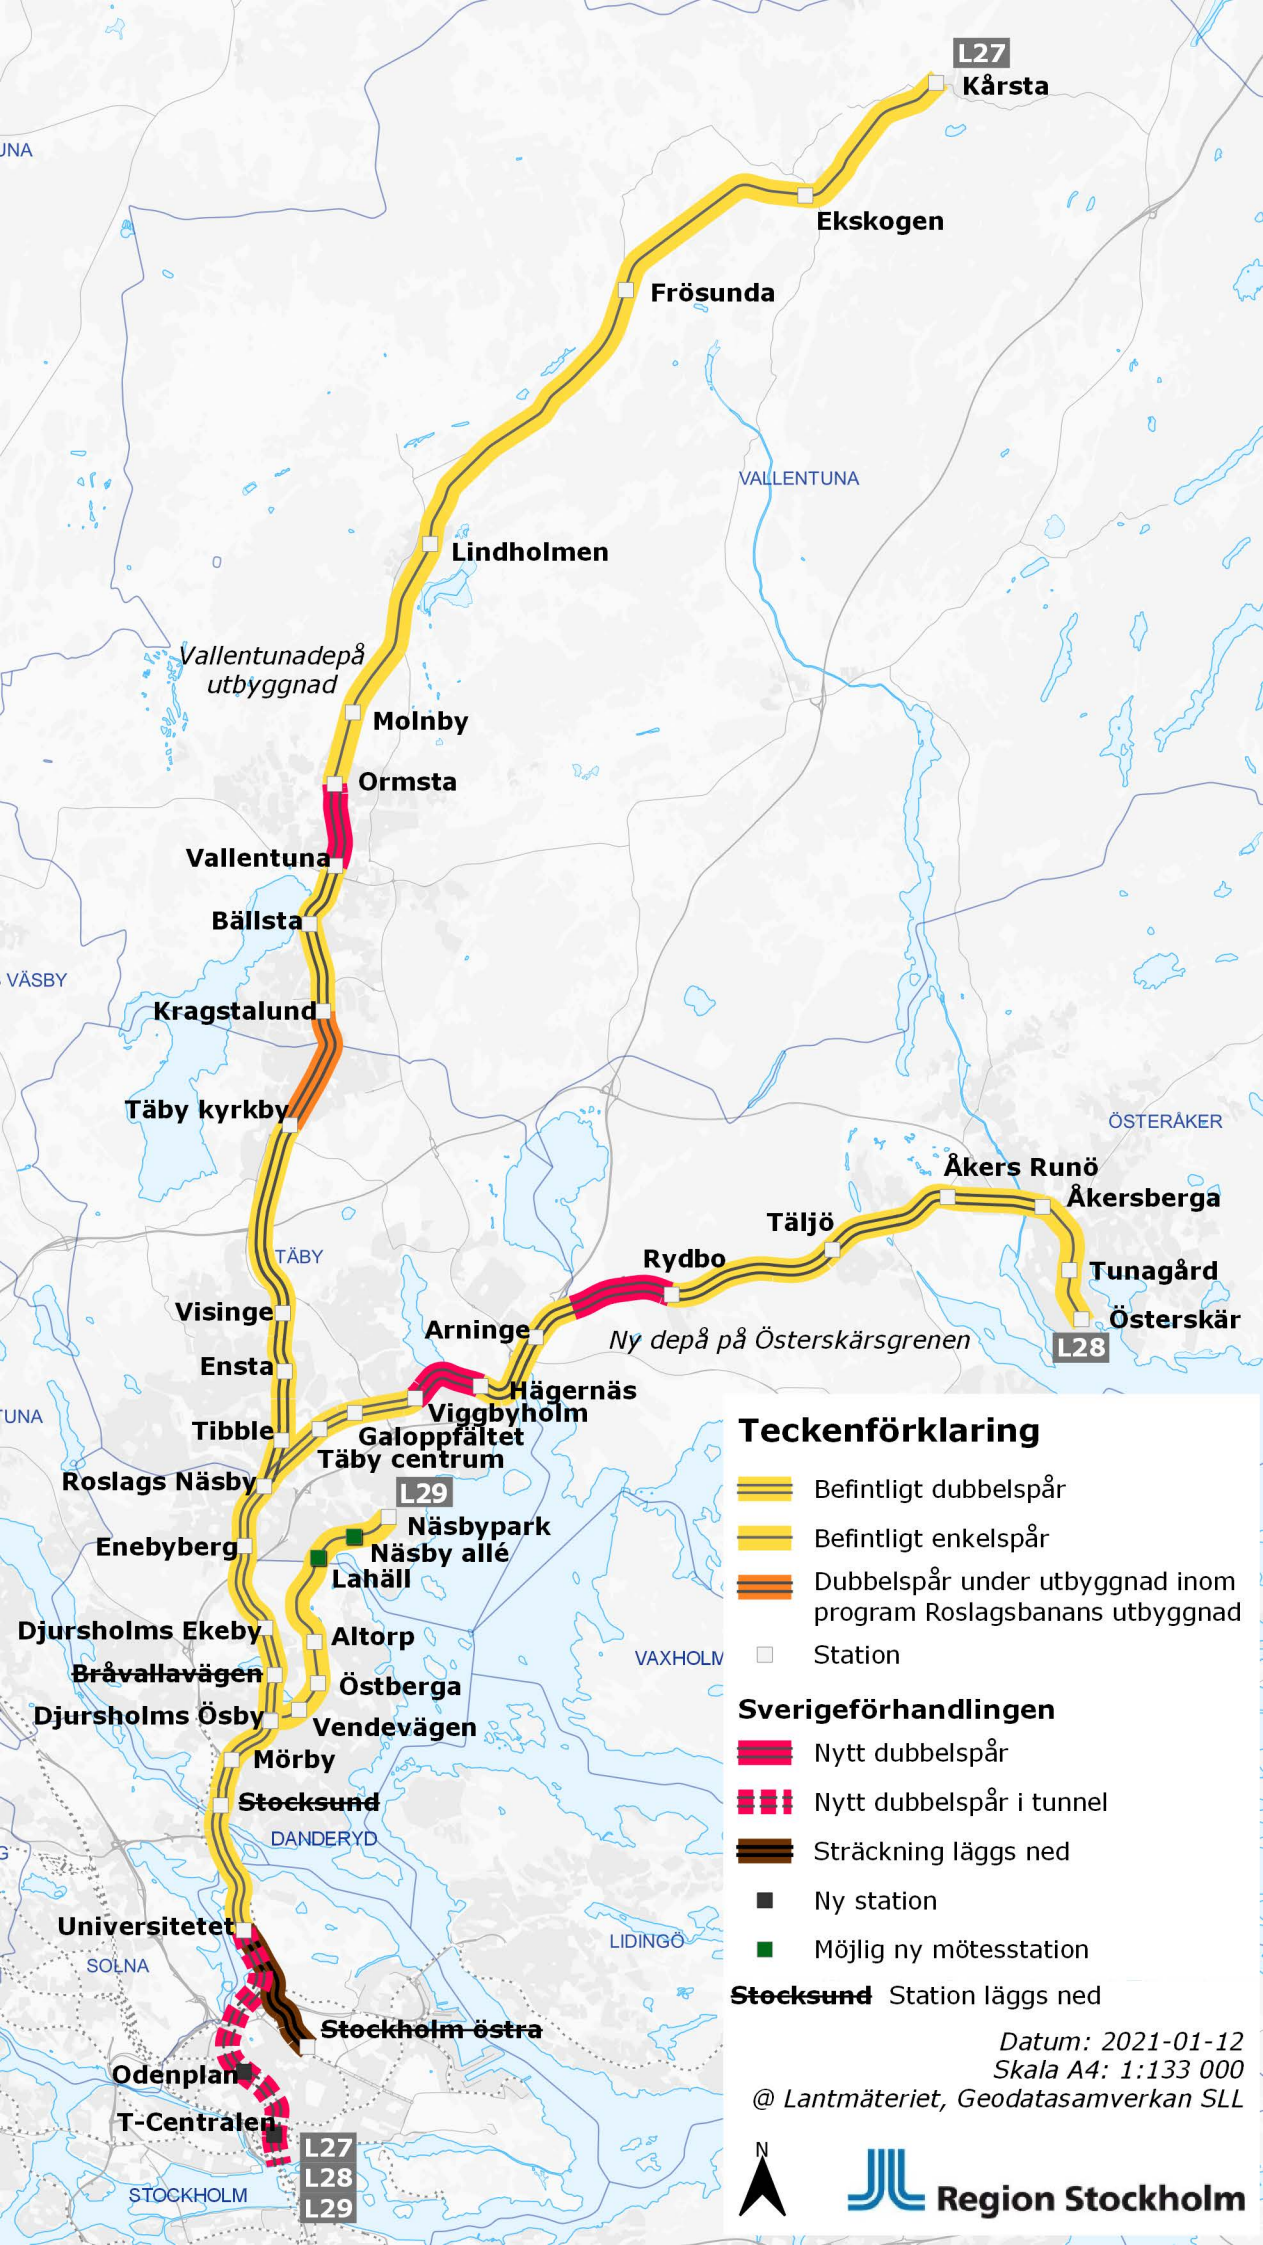 L27
Kårsta
UNA
Ekskogen
Frösunda
VALLENTUNA
Lindholmen
Vallentunadepå
utbyggnad
Molnby
Ormsta
Vallentuna
Bällsta
VÄSBY
Kragstalund
Täby kyrkby
ÖSTERÅKER
Åkers Runö
Åkersberga
Täljö
TÄBY
Rydbo
Tunagård
Visinge
Österskär
Arninge
Ny depå på Österskärsgrenen
L28
Ensta
Hägernäs
Viggbyholm
TUNA
Tibble
Galoppfältet
Täby centrum
Roslags Näsby
L29
Näsbypark
Enebyberg
Näsby allé
Lahäll
Djursholms Ekeby
Altorp
VAXHOLM
Bråvallavägen
Östberga
Djursholms Ösby
Vendevägen
Mörby
Stocksund
DANDERYD
Universitetet
LIDINGÖ
SOLNA
Stockholm östra
Odenplan
T-Centralen
L27
L28
L29
STOCKHOLM
Teckenförklaring
Befintligt dubbelspår
Befintligt enkelspår
Dubbelspår under utbyggnad inom
program Roslagsbanans utbyggnad
Station
Sverigeförhandlingen
Nytt dubbelspår
Nytt dubbelspår i tunnel
Sträckning läggs ned
Ny station
Möjlig ny mötesstation
Stocksund Station läggs ned
Datum: 2021-01-12
Skala A4: 1:133 000
@ Lantmäteriet, Geodatasamverkan SLL
N
Region Stockholm